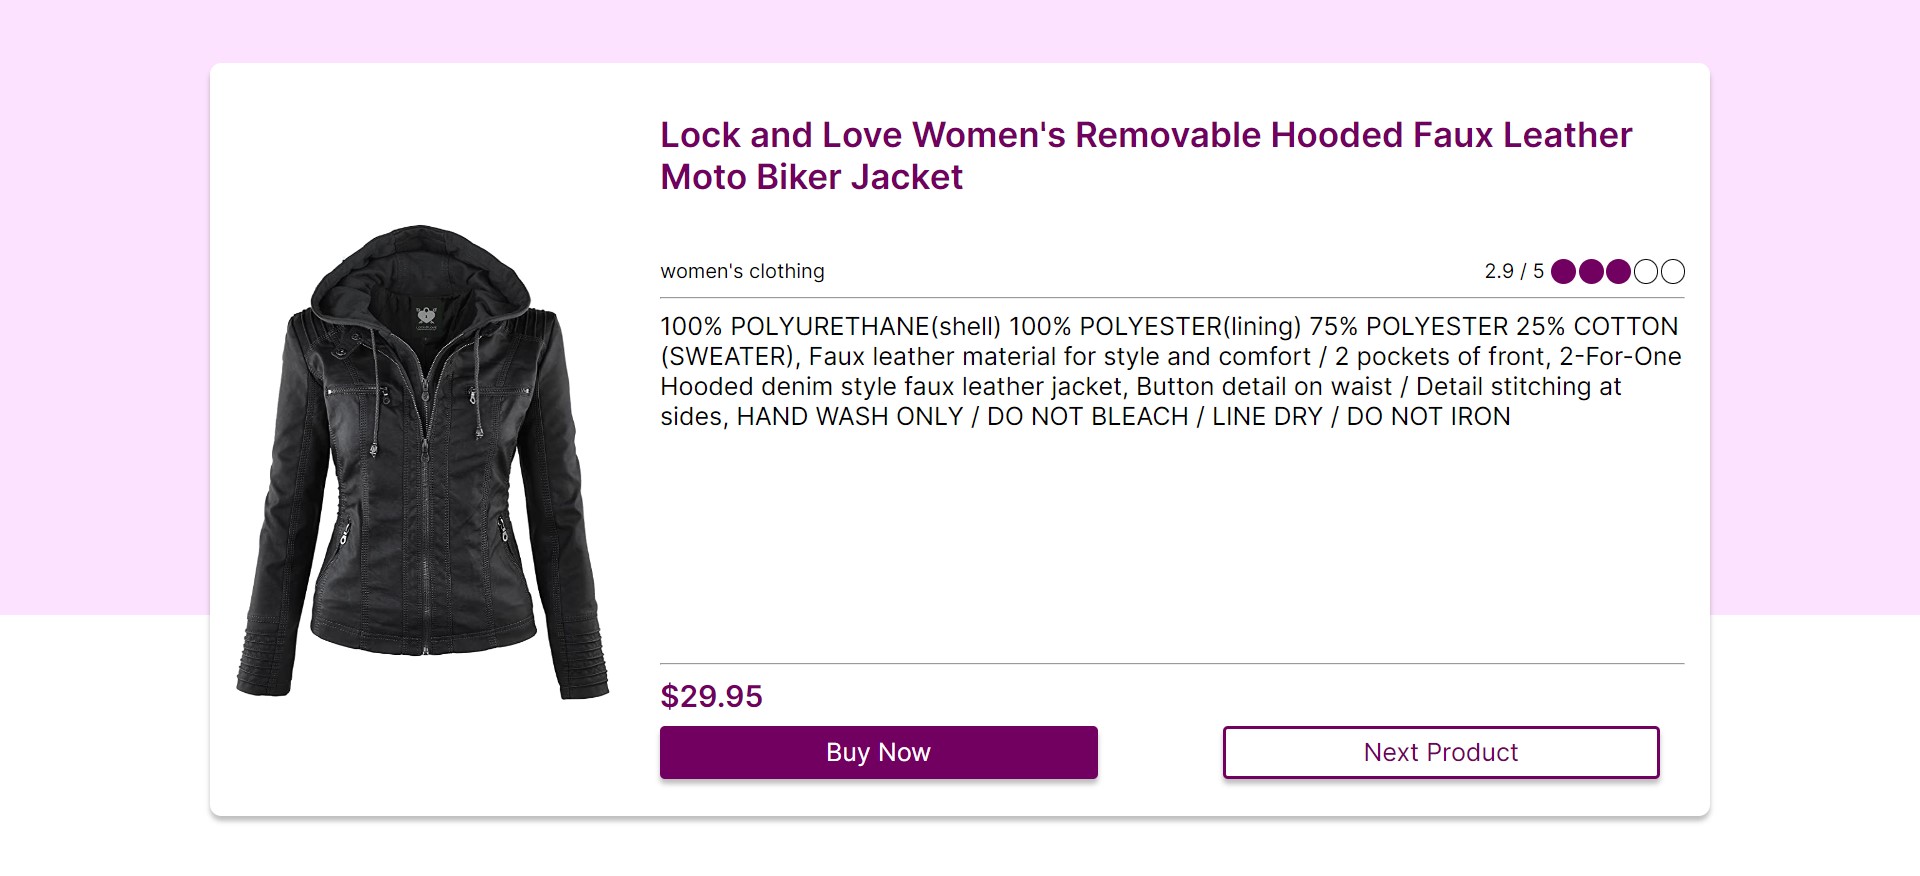 Lock and Love Women's Removable Hooded Faux Leather
Moto Biker Jacket
women's clothing
2.9 / 5
100% POLYURETHANE(shell) 100% POLYESTER(lining) 75% POLYESTER 25% COTTON
(SWEATER), Faux leather material for style and comfort / 2 pockets of front, 2-For-One
Hooded denim style faux leather jacket, Button detail on waist / Detail stitching at
sides, HAND WASH ONLY / DO NOT BLEACH / LINE DRY / DO NOT IRON
$29.95
Buy Now
Next Product